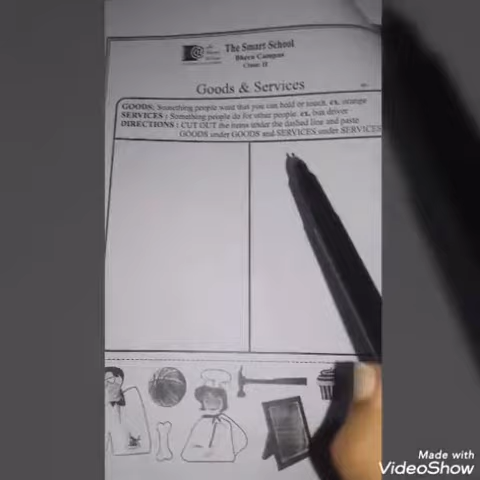 The Smart School
Bhera Campus
Class II
Goods & Services
GOODS: Something people want that you can hold or touch. ex. orange
SERVICES : Something people do for other people. ex. bus driver
DIRECTIONS : CUT OUT the items under the dashed line and paste
GOODS under GOODS and SERVICES under SERVICES
Made with
VideoShow